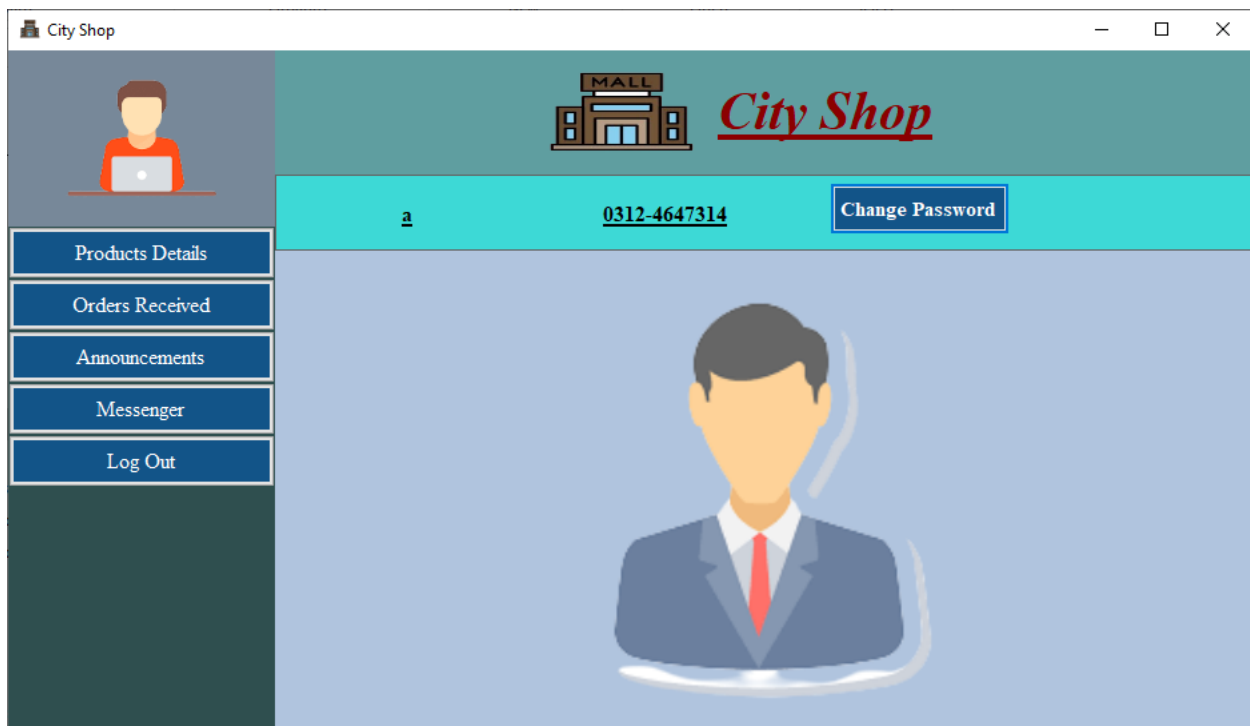 City Shop
MALL
City Shop
a
0312-4647314
Change Password
Products Details
Orders Received
Announcements
Messenger
Log Out